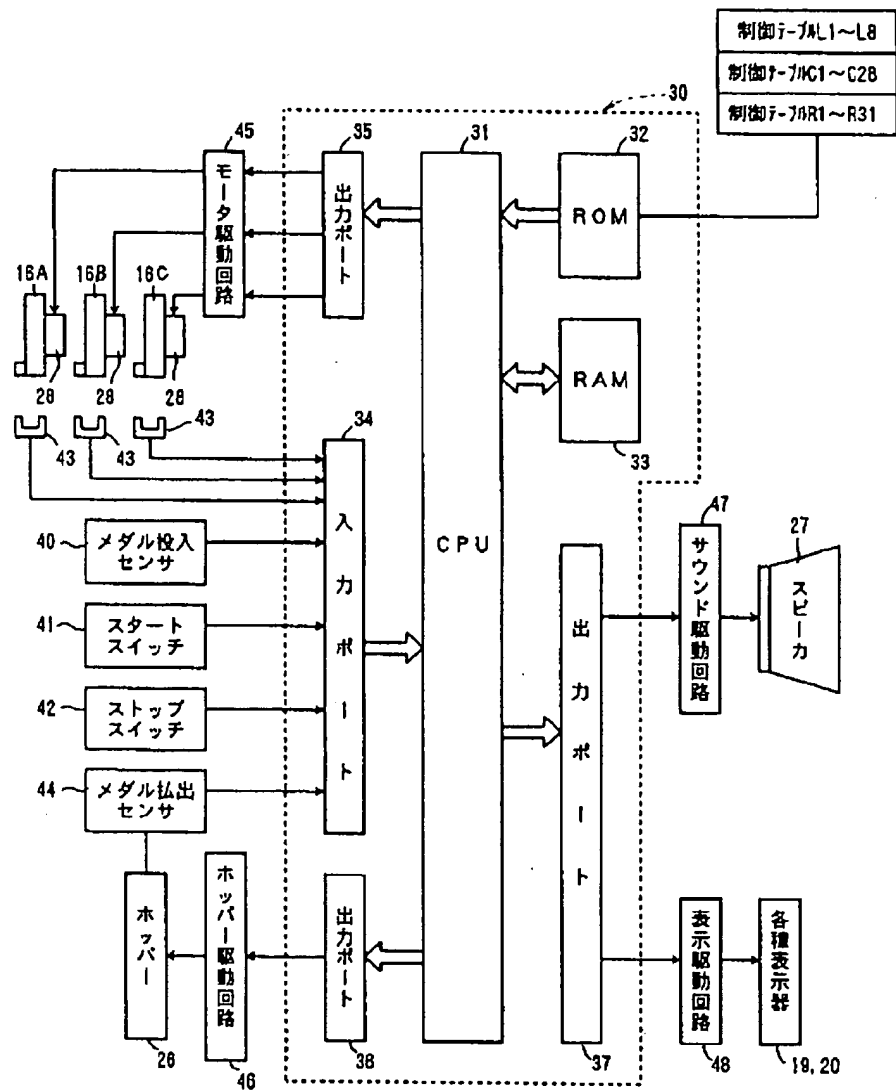 制御テーブルL1〜L8
制御テーブルC1〜C28
制御テーブルR1〜R31
30
45
35
31
32
モータ駆動回路
出力ポート
ROM
16A
16B
16C
28
28
28
RAM
33
43
43
43
34
入力ポート
CPU
40
メダル投入
センサ
41
スタート
スイッチ
42
ストップ
スイッチ
44
メダル払出
センサ
47
サウンド駆動回路
27
スピーカ
出力ポート
ホッパー
ホッパー駆動回路
出力ポート
表示駆動回路
各種表示器
26
46
36
37
48
19, 20